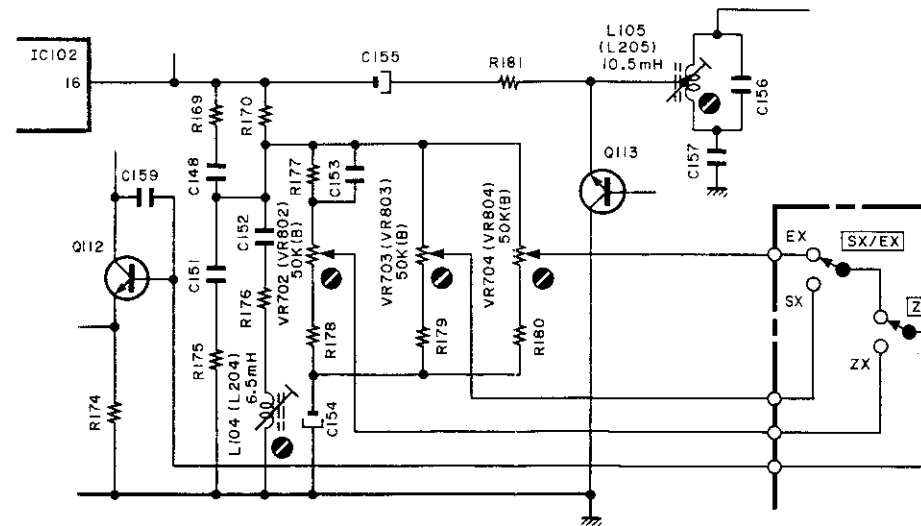 IC102
16
C155
R181
L105
(L205)
10.5mH
C156
C157
R169
R170
C159
C148
R177
C153
Q113
Q112
C151
C152
R176
VR702 (VR802)
50K(B)
VR703 (VR803)
50K(B)
VR704 (VR804)
50K(B)
EX
SX/EX
SX
Z
ZX
R174
R175
L104 (L204)
6.5mH
R178
R179
R180
C154